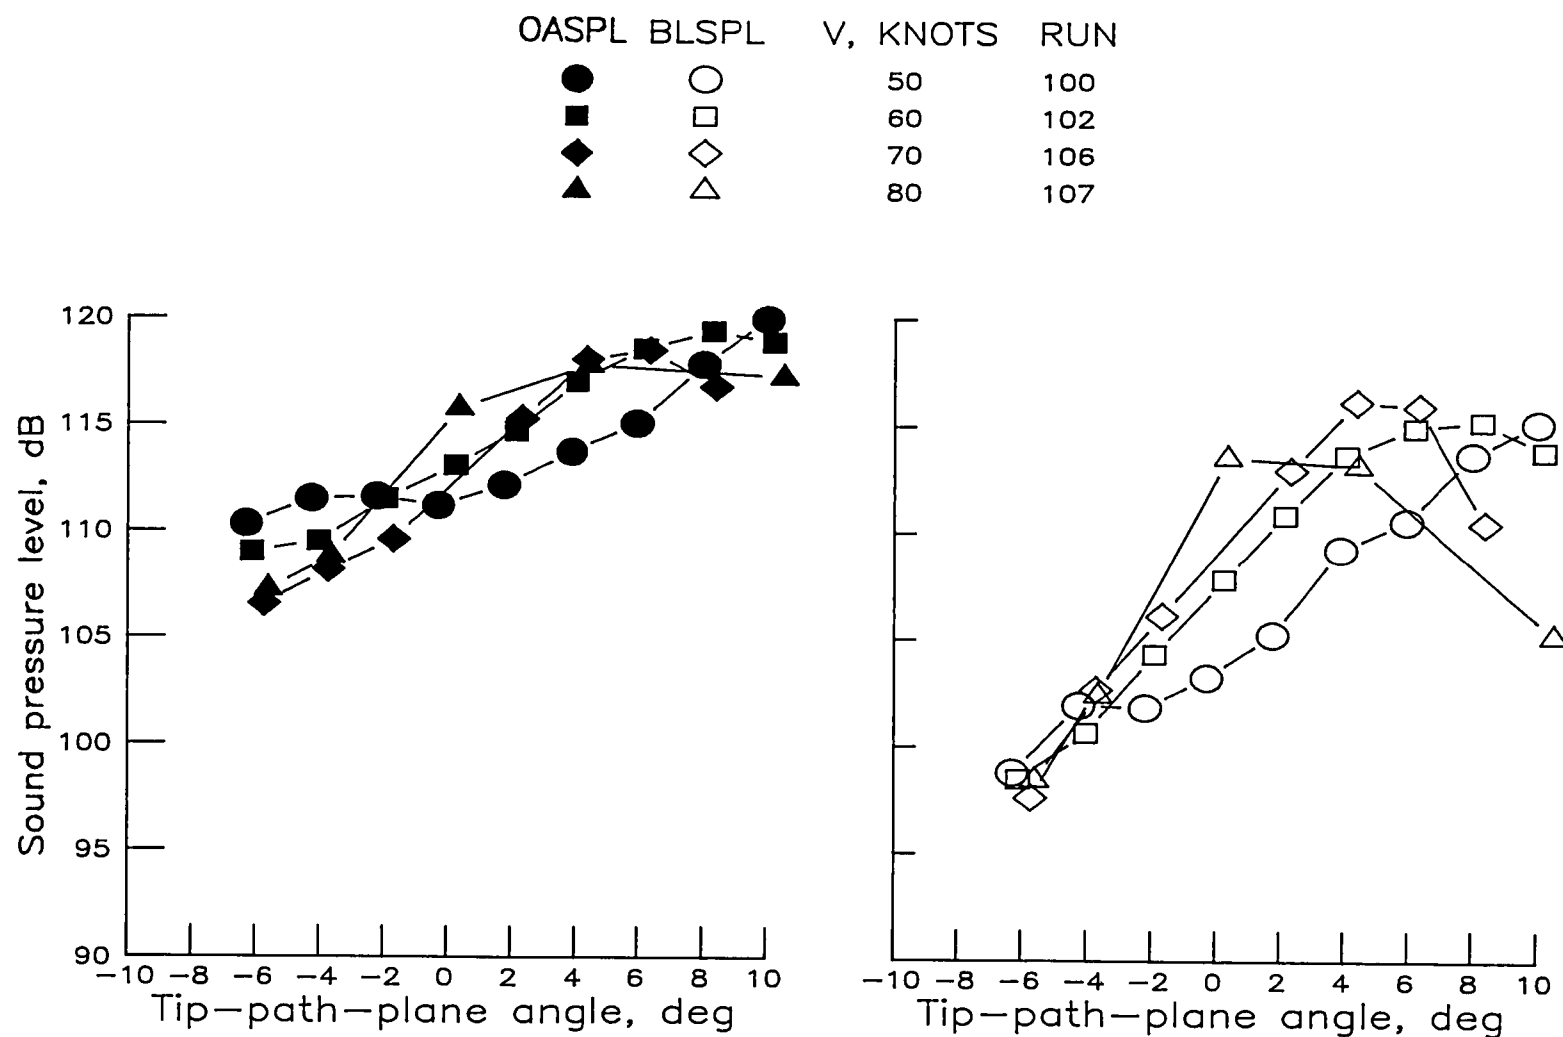 OASPL BLSPL V, KNOTS RUN
50 100
60 102
70 106
80 107
120
115
110
105
100
95
90
Sound pressure level, dB
-10 -8 -6 -4 -2 0 2 4 6 8 10
Tip-path-plane angle, deg
-10 -8 -6 -4 -2 0 2 4 6 8 10
Tip-path-plane angle, deg